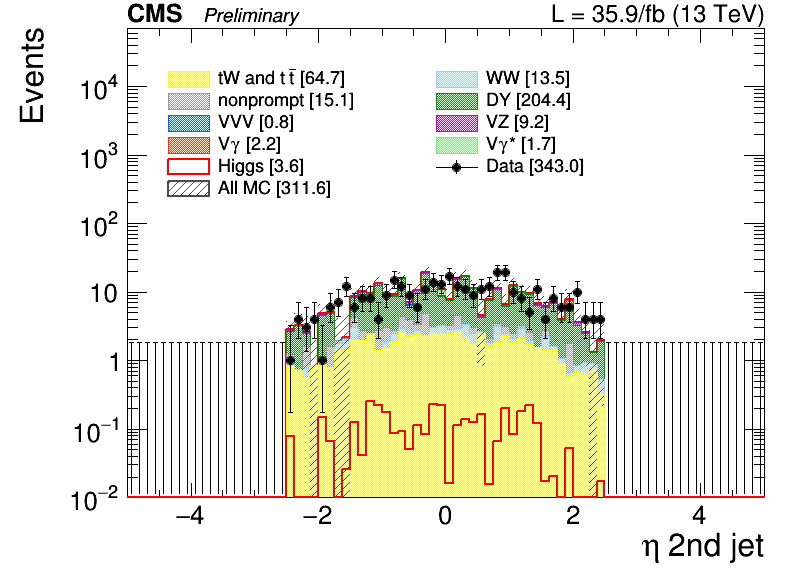 CMS Preliminary L = 35.9/fb (13 TeV)
Events
tW and tt̄ [64.7] WW [13.5]
nonprompt [15.1] DY [204.4]
VVV [0.8] VZ [9.2]
Vγ [2.2] Vγ* [1.7]
Higgs [3.6] Data [343.0]
All MC [311.6]
10⁴
10³
10²
10
1
10⁻¹
10⁻²
−4 −2 0 2 4
η 2nd jet